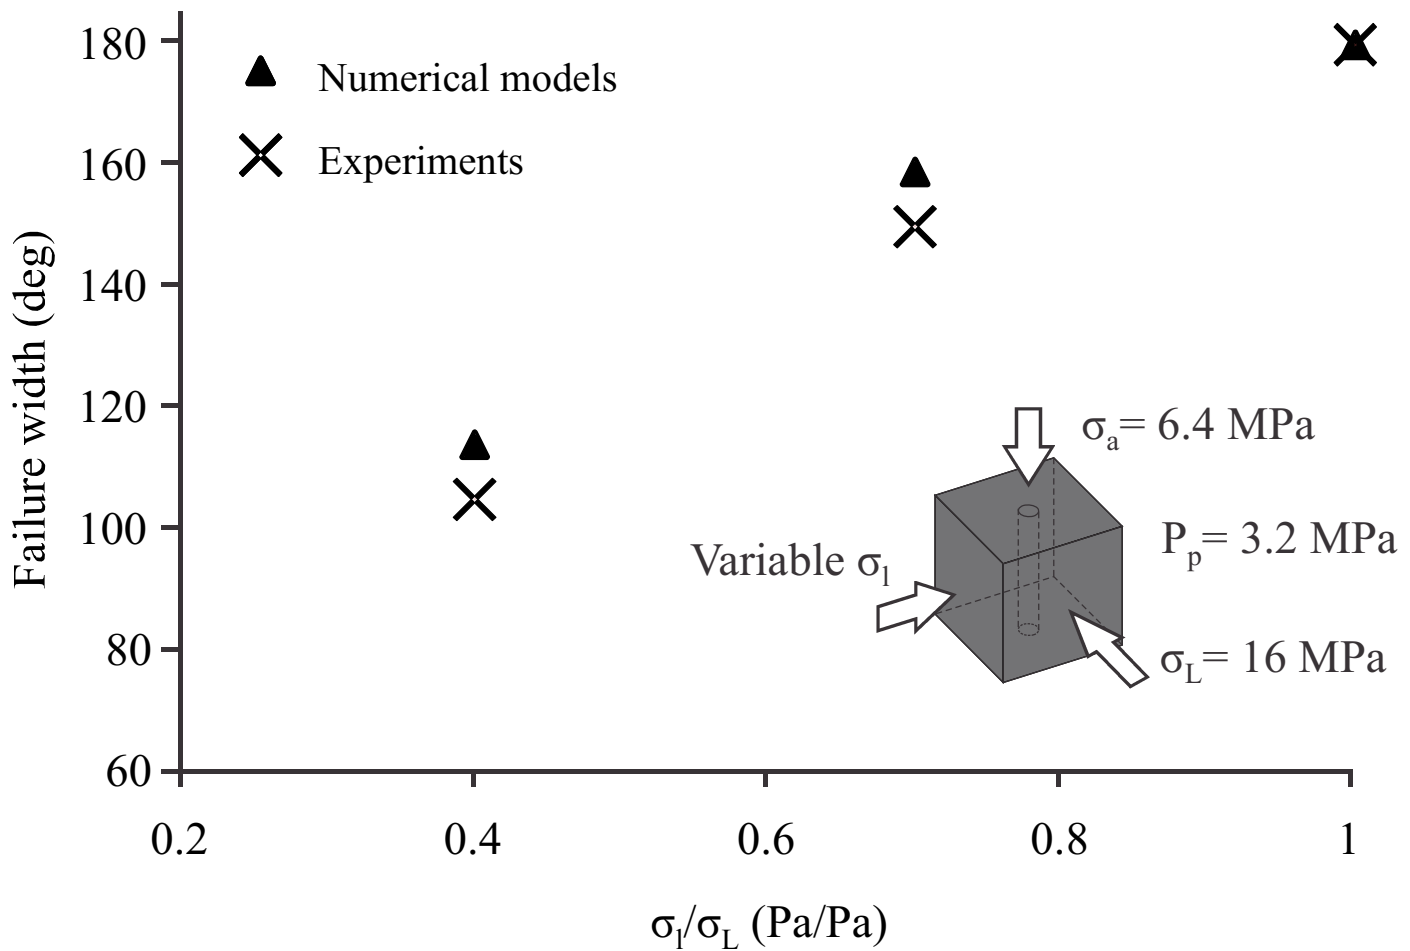 180
160
140
120
100
80
60
Failure width (deg)
Numerical models
Experiments
σₐ= 6.4 MPa
Pₚ= 3.2 MPa
Variable σₗ
σL= 16 MPa
0.2 0.4 0.6 0.8 1
σₗ/σL (Pa/Pa)